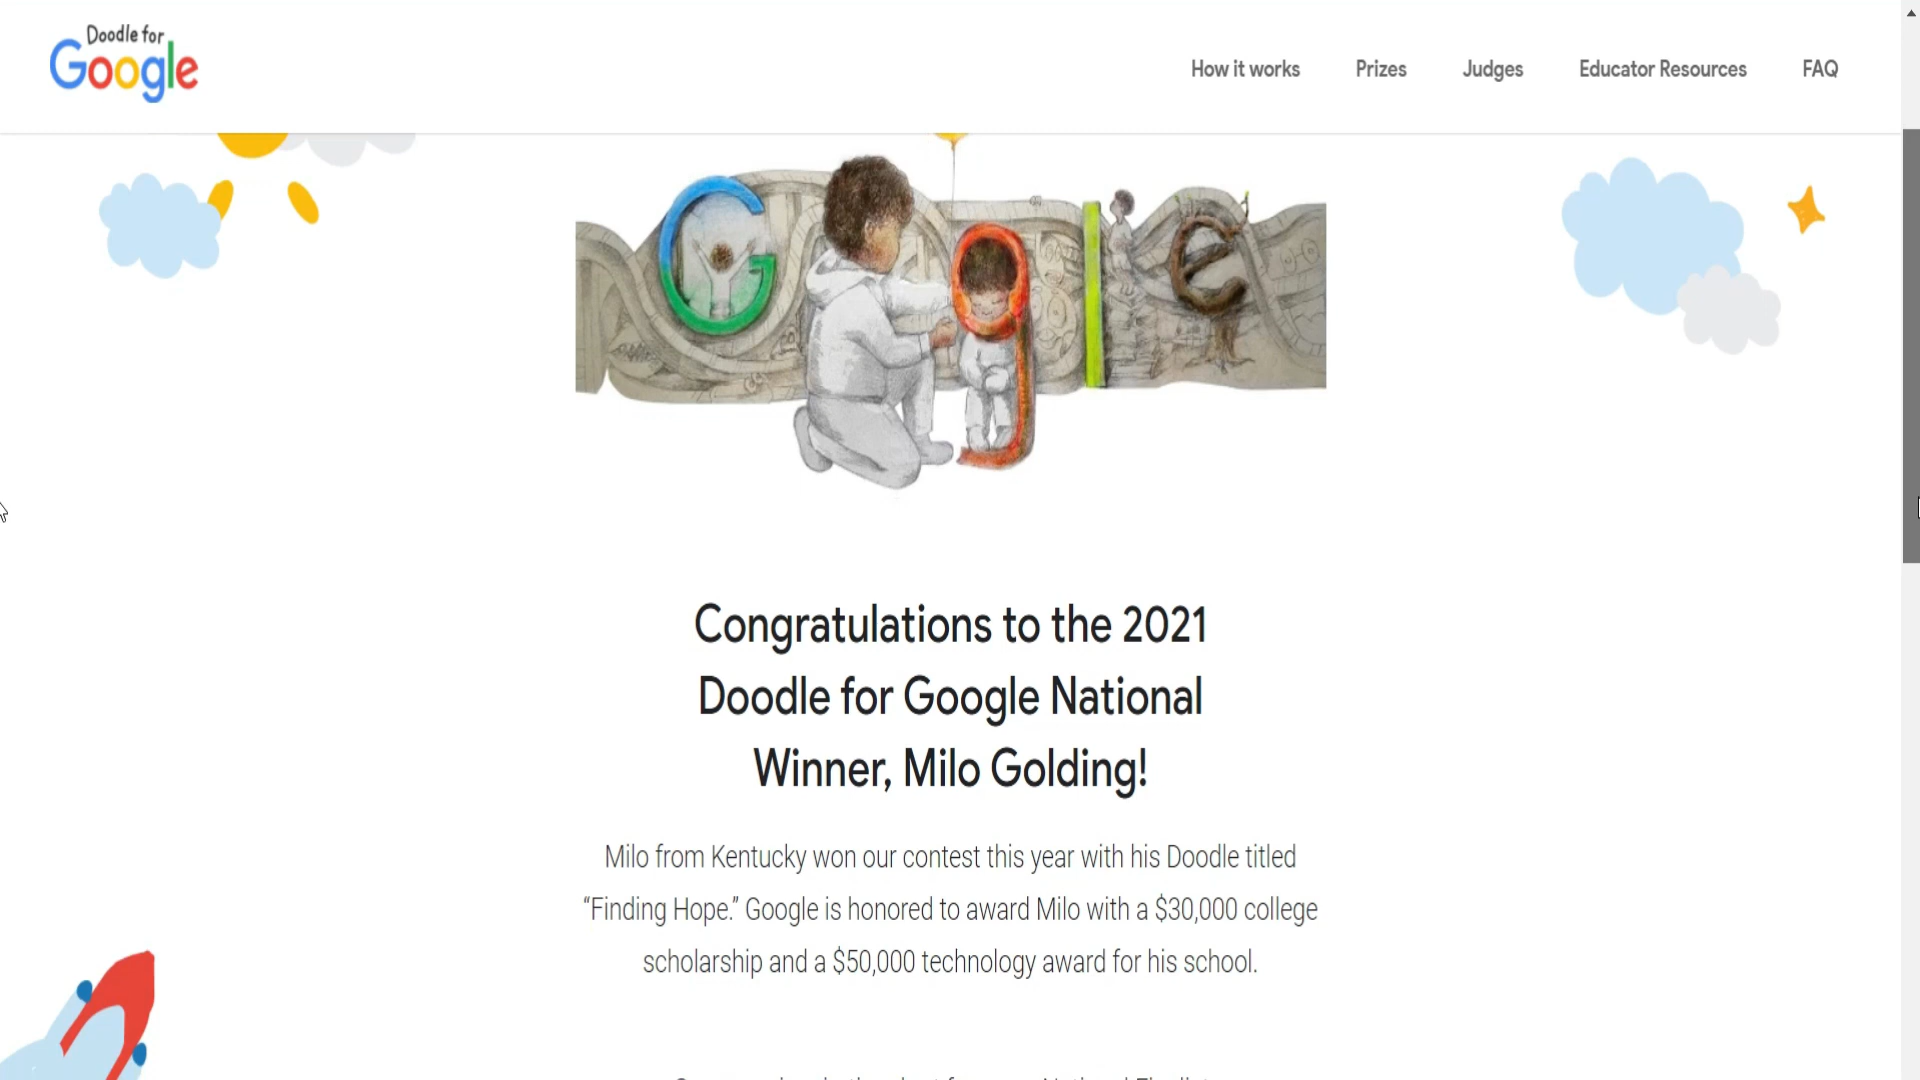 Doodle for
Google
How it works
Prizes
Judges
Educator Resources
FAQ
Google
Congratulations to the 2021
Doodle for Google National
Winner, Milo Golding!
Milo from Kentucky won our contest this year with his Doodle titled
“Finding Hope.” Google is honored to award Milo with a $30,000 college
scholarship and a $50,000 technology award for his school.